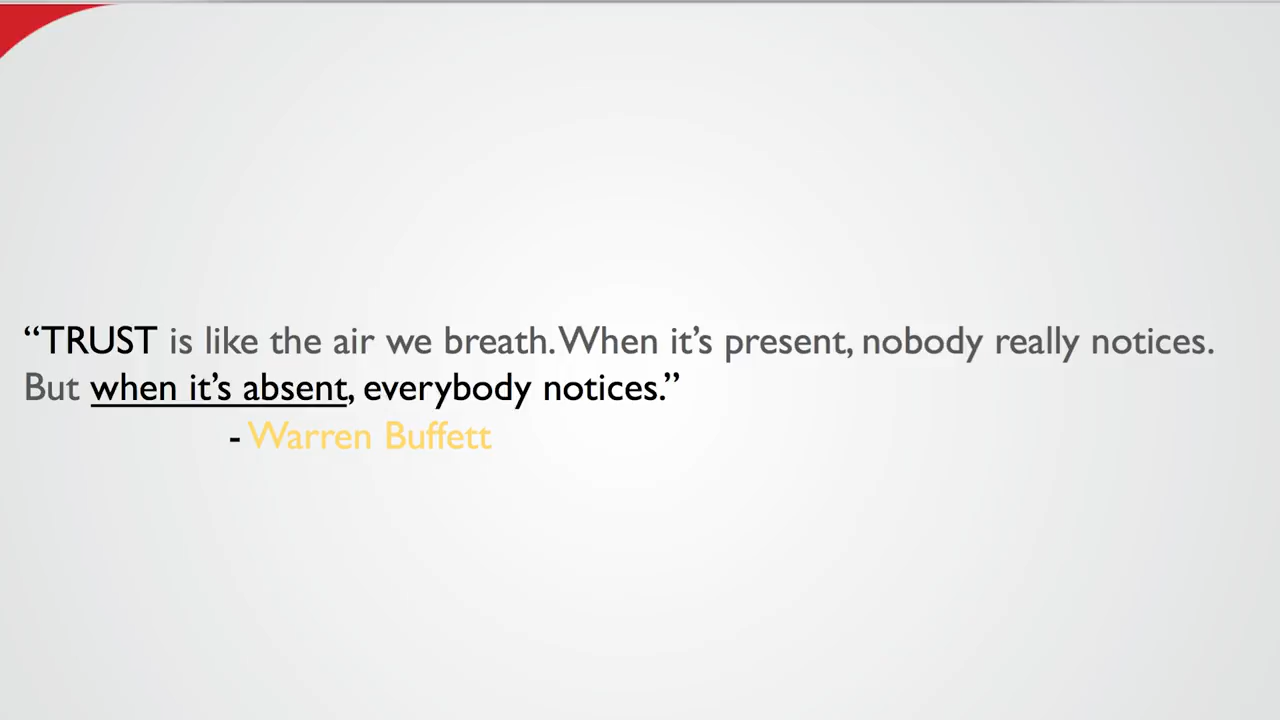 “TRUST is like the air we breath. When it’s present, nobody really notices.
But when it’s absent, everybody notices.”
- Warren Buffett